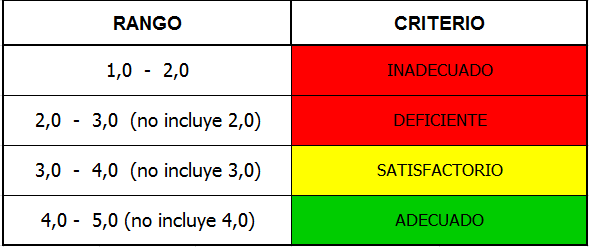 RANGO CRITERIO
1,0 - 2,0 INADECUADO
2,0 - 3,0 (no incluye 2,0) DEFICIENTE
3,0 - 4,0 (no incluye 3,0) SATISFACTORIO
4,0 - 5,0 (no incluye 4,0) ADECUADO